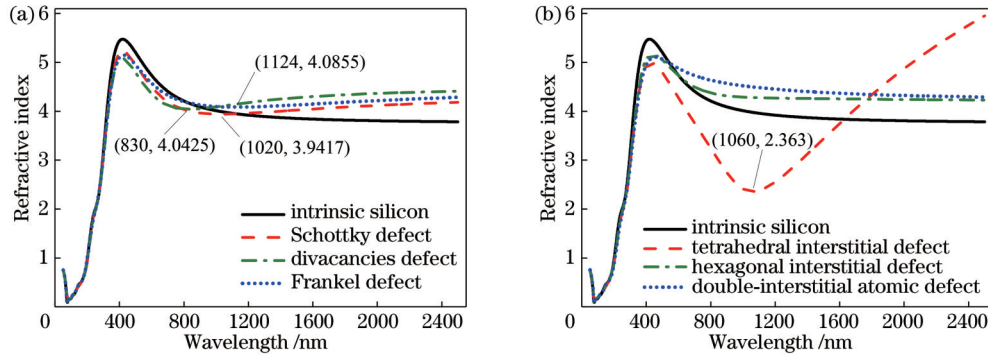 (a)
6
5
4
3
2
1
0
400
800
1200
1600
2000
2400
Refractive index
Wavelength /nm
(1124, 4.0855)
(830, 4.0425)
(1020, 3.9417)
intrinsic silicon
Schottky defect
divacancies defect
Frankel defect
(b)
6
5
4
3
2
1
0
400
800
1200
1600
2000
2400
Refractive index
Wavelength /nm
(1060, 2.363)
intrinsic silicon
tetrahedral interstitial defect
hexagonal interstitial defect
double-interstitial atomic defect